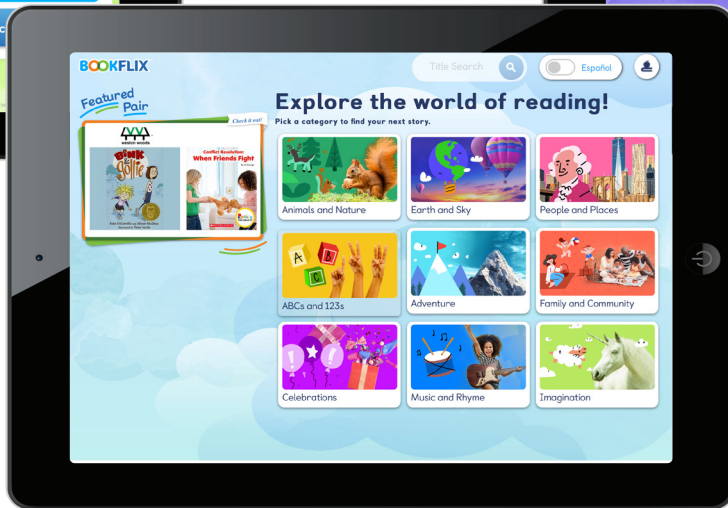 BOOKFLIX
Title Search
Español
Featured
Pair
Check it out!
weston woods
Bink
&
gollie
Conflict Resolution:
When Friends Fight
Explore the world of reading!
Pick a category to find your next story.
Animals and Nature
Earth and Sky
People and Places
A
B
C
ABCs and 123s
Adventure
Family and Community
Celebrations
Music and Rhyme
Imagination